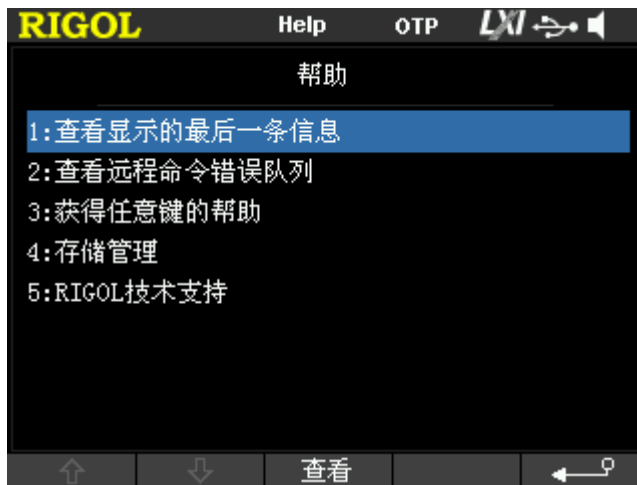 RIGOL Help OTP LXI
帮助
1:查看显示的最后一条信息
2:查看远程命令错误队列
3:获得任意键的帮助
4:存储管理
5:RIGOL技术支持
查看